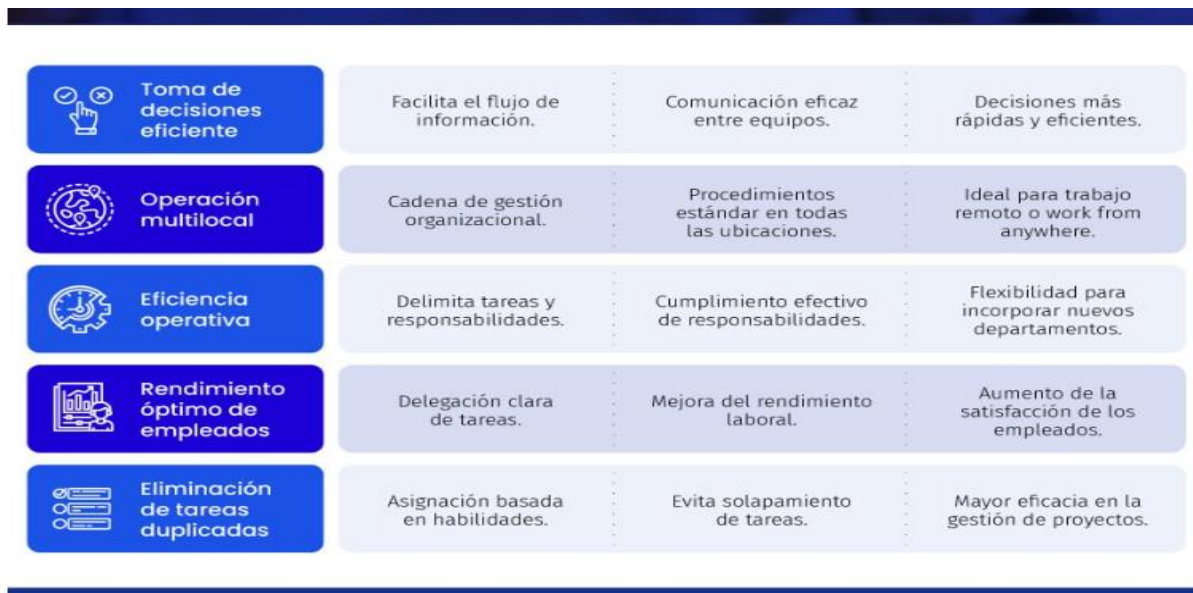 Toma de
decisiones
eficiente
Facilita el flujo de
información.
Comunicación eficaz
entre equipos.
Decisiones más
rápidas y eficientes.
Operación
multilocal
Cadena de gestión
organizacional.
Procedimientos
estándar en todas
las ubicaciones.
Ideal para trabajo
remoto o work from
anywhere.
Eficiencia
operativa
Delimita tareas y
responsabilidades.
Cumplimiento efectivo
de responsabilidades.
Flexibilidad para
incorporar nuevos
departamentos.
Rendimiento
óptimo de
empleados
Delegación clara
de tareas.
Mejora del rendimiento
laboral.
Aumento de la
satisfacción de los
empleados.
Eliminación
de tareas
duplicadas
Asignación basada
en habilidades.
Evita solapamiento
de tareas.
Mayor eficacia en la
gestión de proyectos.